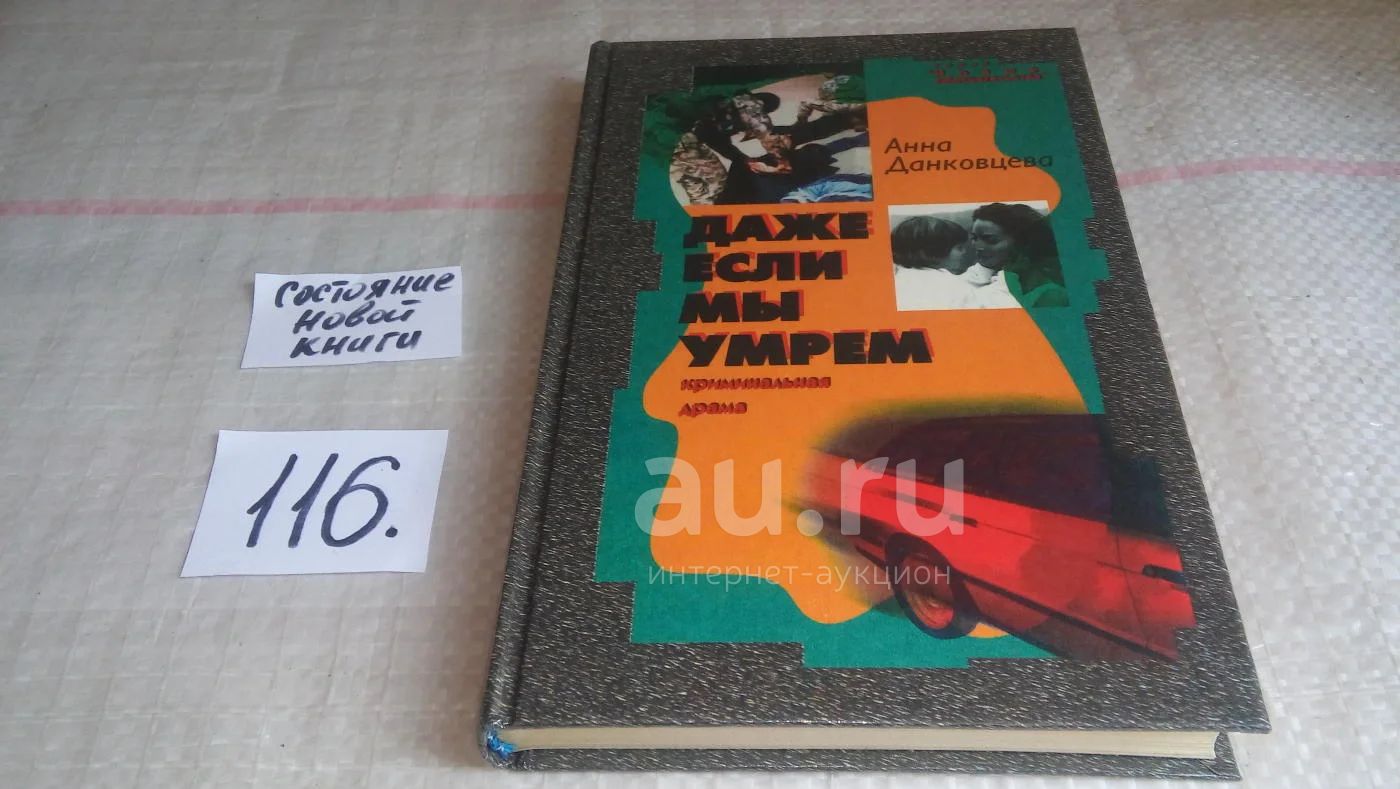 Анна
Данковцева
ДАЖЕ
ЕСЛИ
МЫ
УМРЕМ
криминальная
драма
Состояние
новой
книги
116.
au.ru
интернет-аукцион